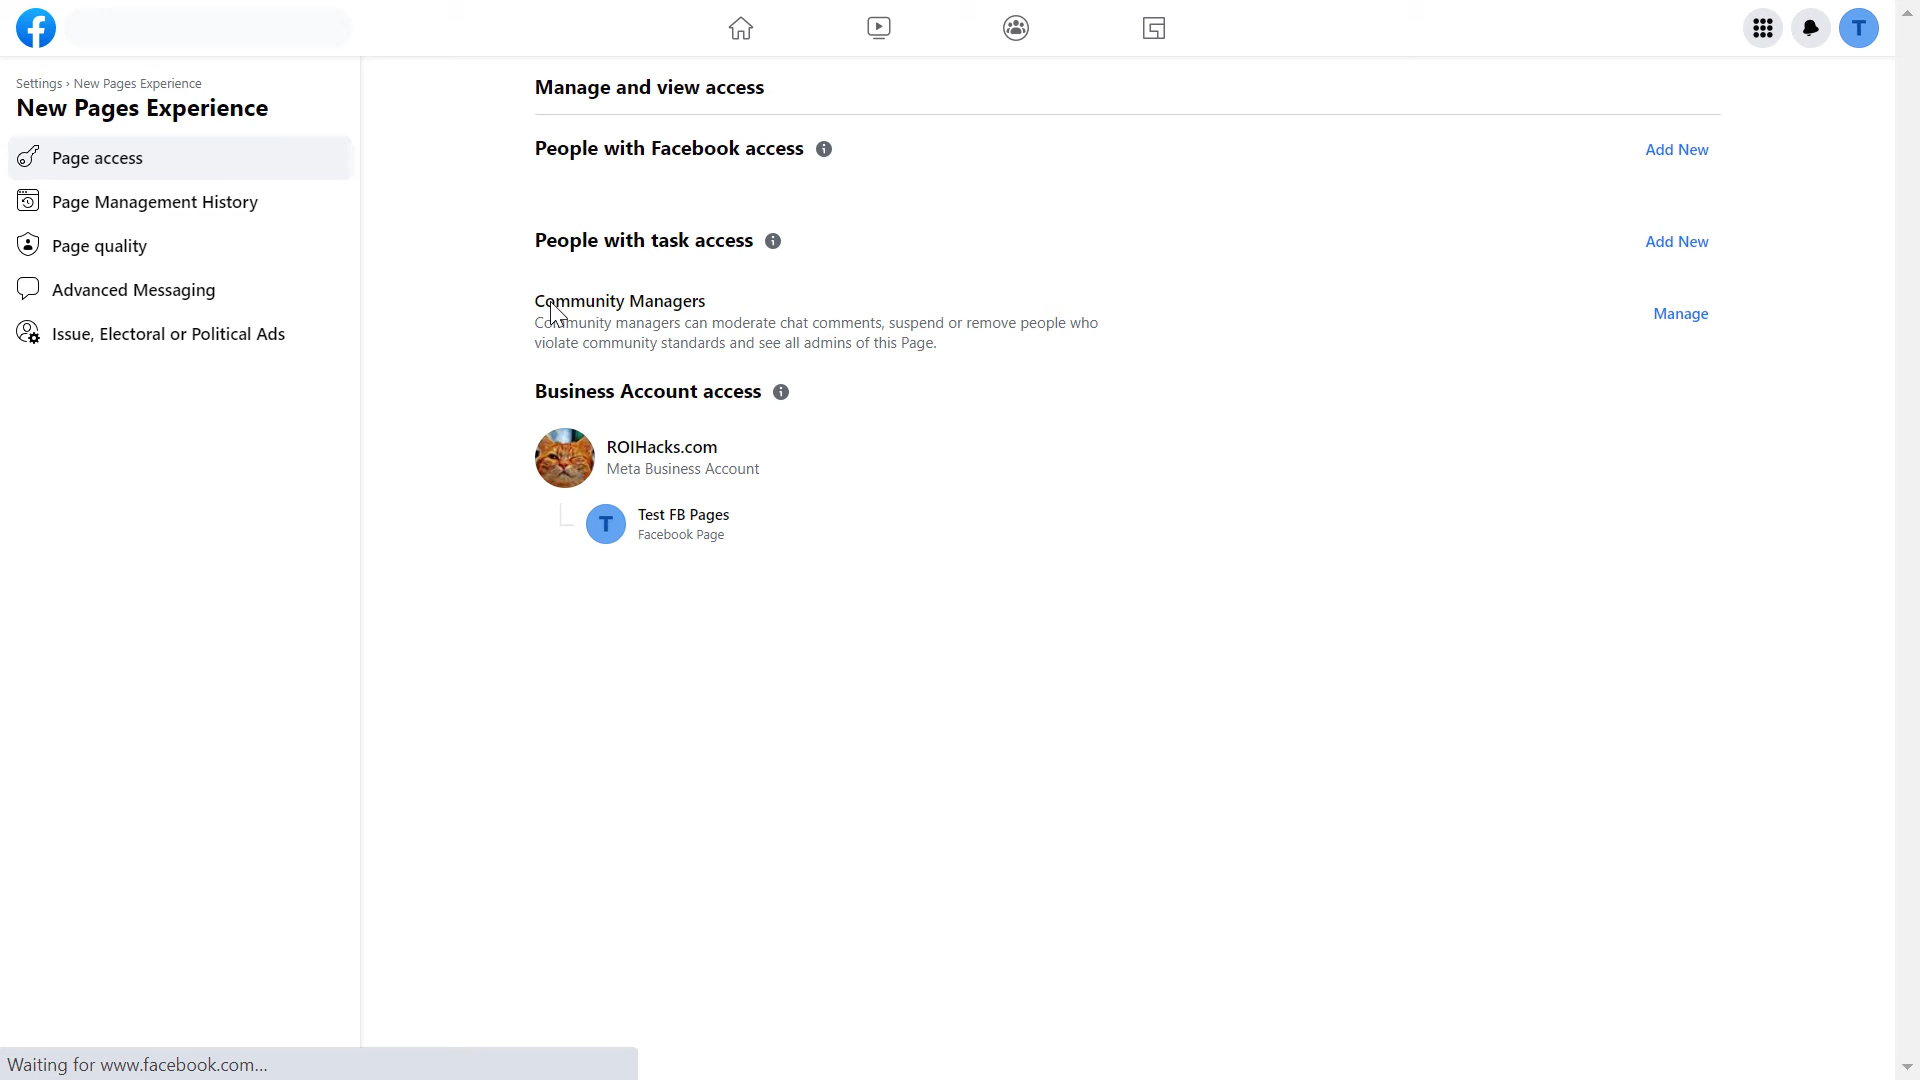 Settings › New Pages Experience
New Pages Experience
Page access
Page Management History
Page quality
Advanced Messaging
Issue, Electoral or Political Ads
T
Manage and view access
People with Facebook access
Add New
People with task access
Add New
Community Managers
Community managers can moderate chat comments, suspend or remove people who
violate community standards and see all admins of this Page.
Manage
Business Account access
ROIHacks.com
Meta Business Account
T
Test FB Pages
Facebook Page
Waiting for www.facebook.com...